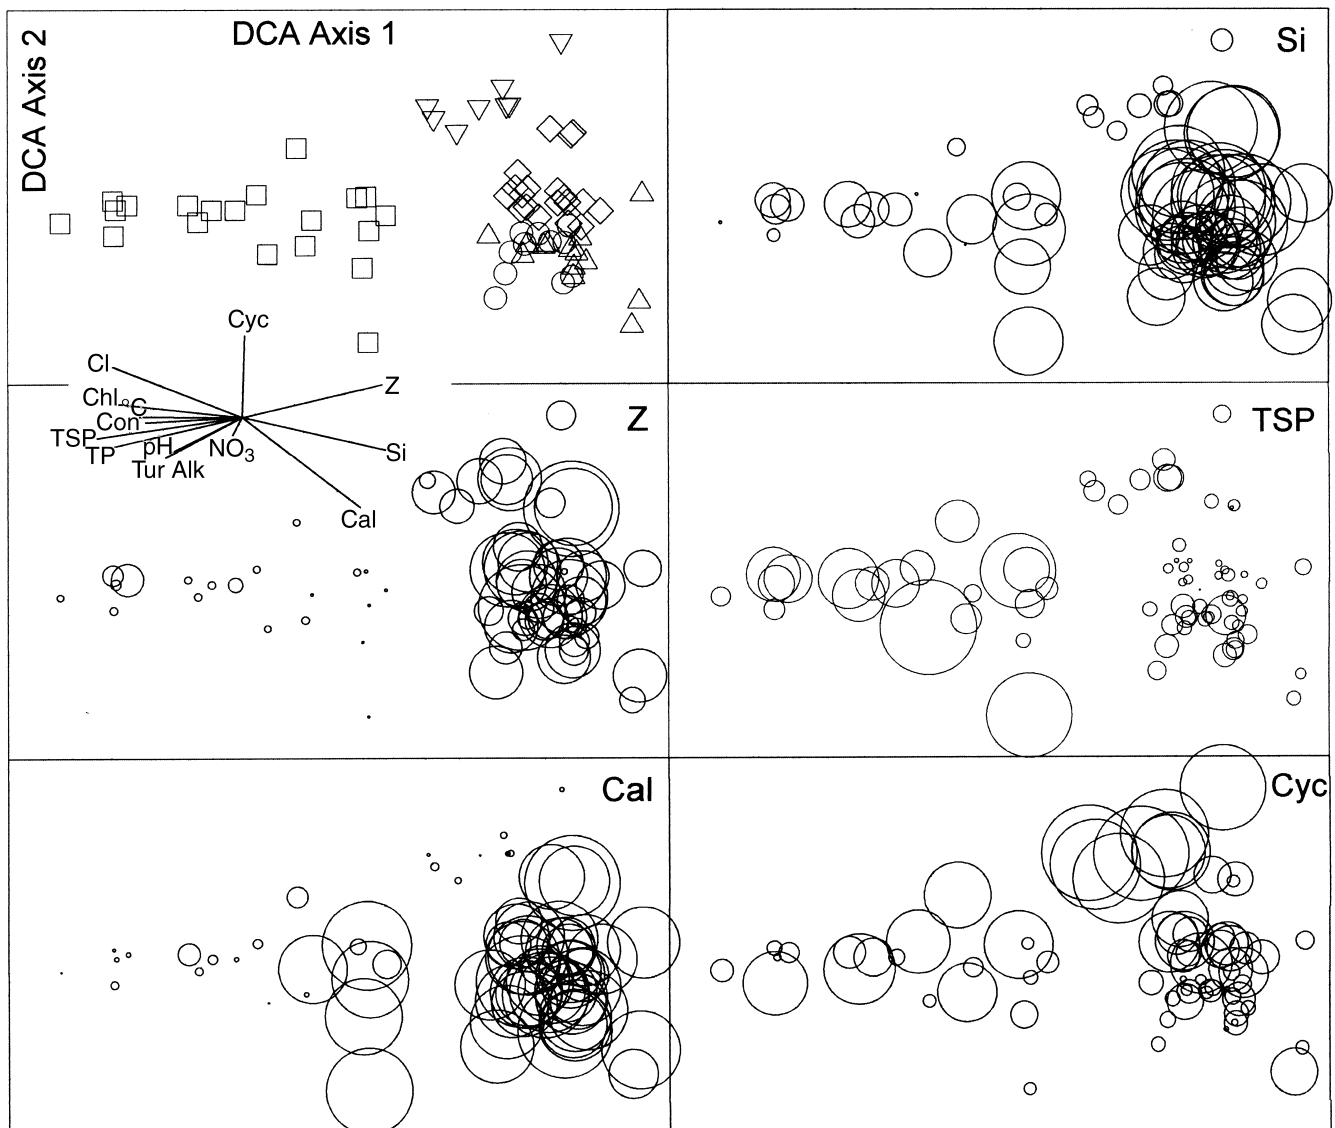 DCA Axis 1
DCA Axis 2
Si
Cyc
Cl
Z
Chl
°C
Con
TSP
TP
pH
NO3
Si
Tur Alk
Cal
Z
TSP
Cal
Cyc